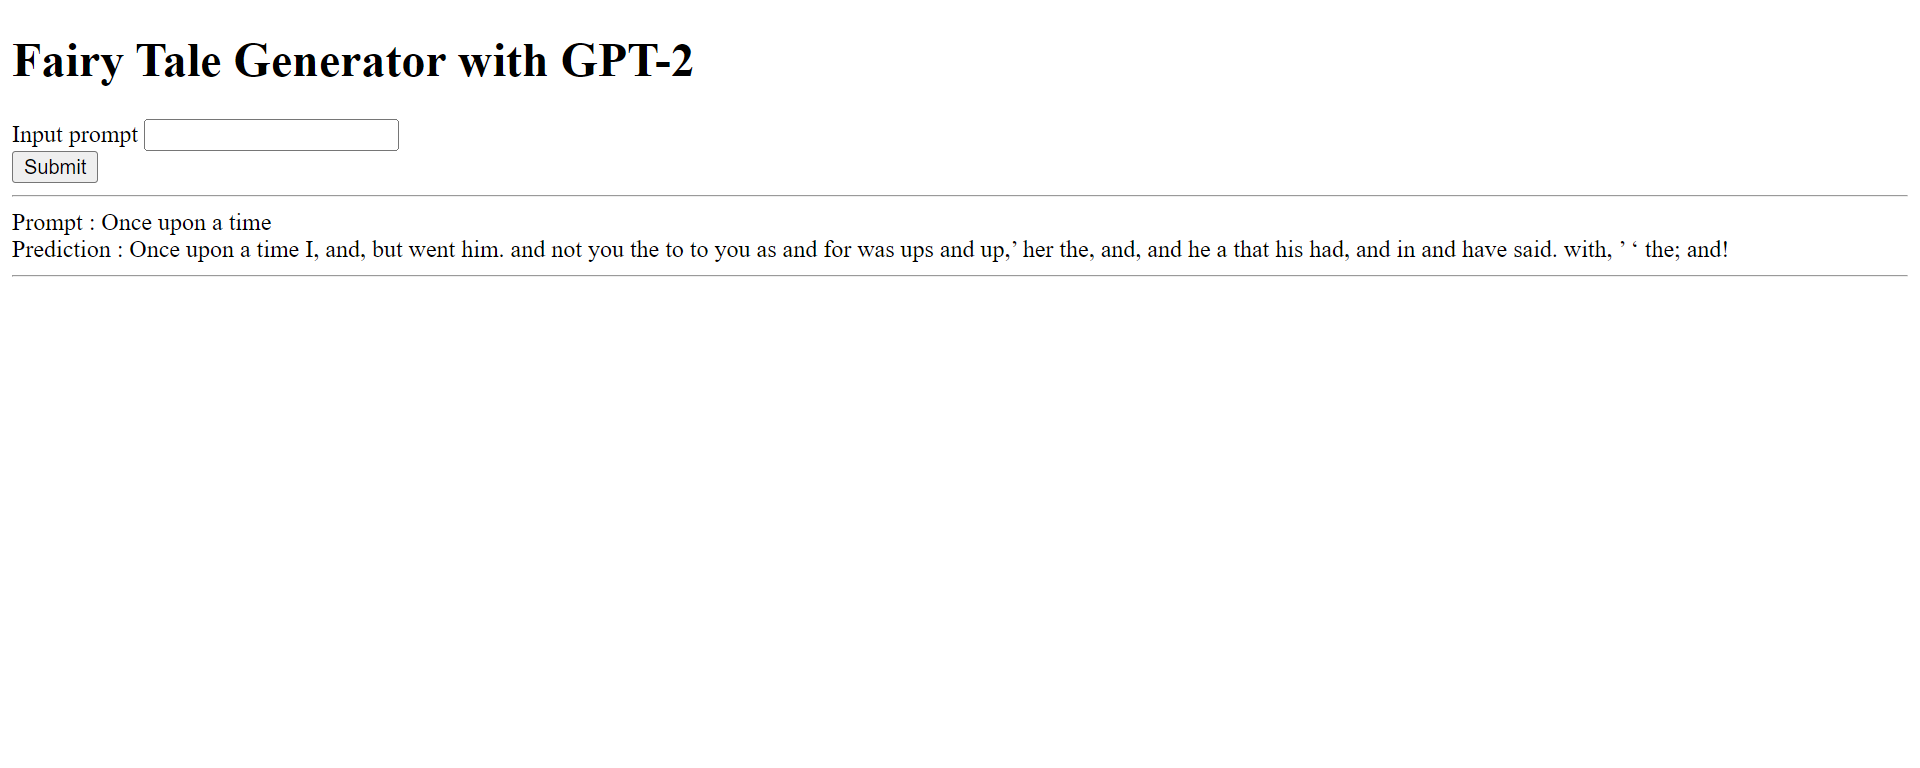 Fairy Tale Generator with GPT-2
Input prompt
Submit
Prompt : Once upon a time
Prediction : Once upon a time I, and, but went him. and not you the to to you as and for was ups and up,’ her the, and, and he a that his had, and in and have said. with, ’ ‘ the; and!